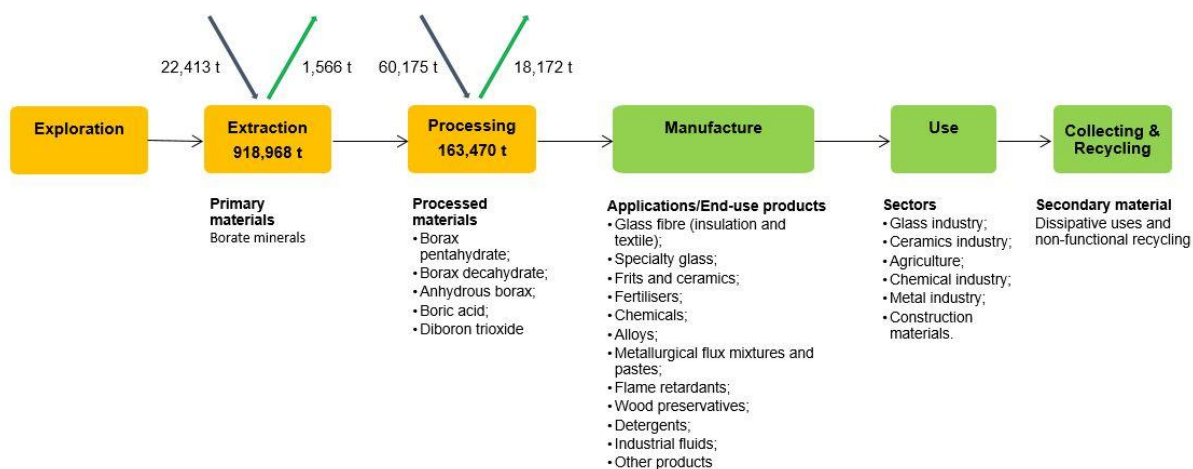 22,413 t
1,566 t
60,175 t
18,172 t
Exploration
Extraction
918,968 t
Processing
163,470 t
Manufacture
Use
Collecting &
Recycling
Primary
materials
Borate minerals
Processed
materials
• Borax
pentahydrate;
• Borax decahydrate;
• Anhydrous borax;
• Boric acid;
• Diboron trioxide
Applications/End-use products
• Glass fibre (insulation and
textile);
• Specialty glass;
• Frits and ceramics;
• Fertilisers;
• Chemicals;
• Alloys;
• Metallurgical flux mixtures and
pastes;
• Flame retardants;
• Wood preservatives;
• Detergents;
• Industrial fluids;
• Other products
Sectors
• Glass industry;
• Ceramics industry;
• Agriculture;
• Chemical industry;
• Metal industry;
• Construction
materials.
Secondary material
Dissipative uses and
non-functional recycling